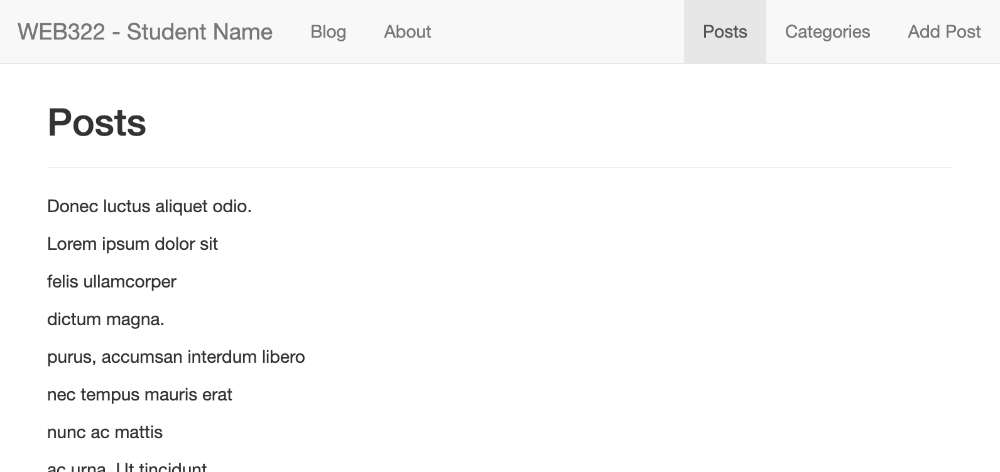 WEB322 - Student Name Blog About Posts Categories Add Post
Posts
Donec luctus aliquet odio.
Lorem ipsum dolor sit
felis ullamcorper
dictum magna.
purus, accumsan interdum libero
nec tempus mauris erat
nunc ac mattis
ac urna. Ut tincidunt